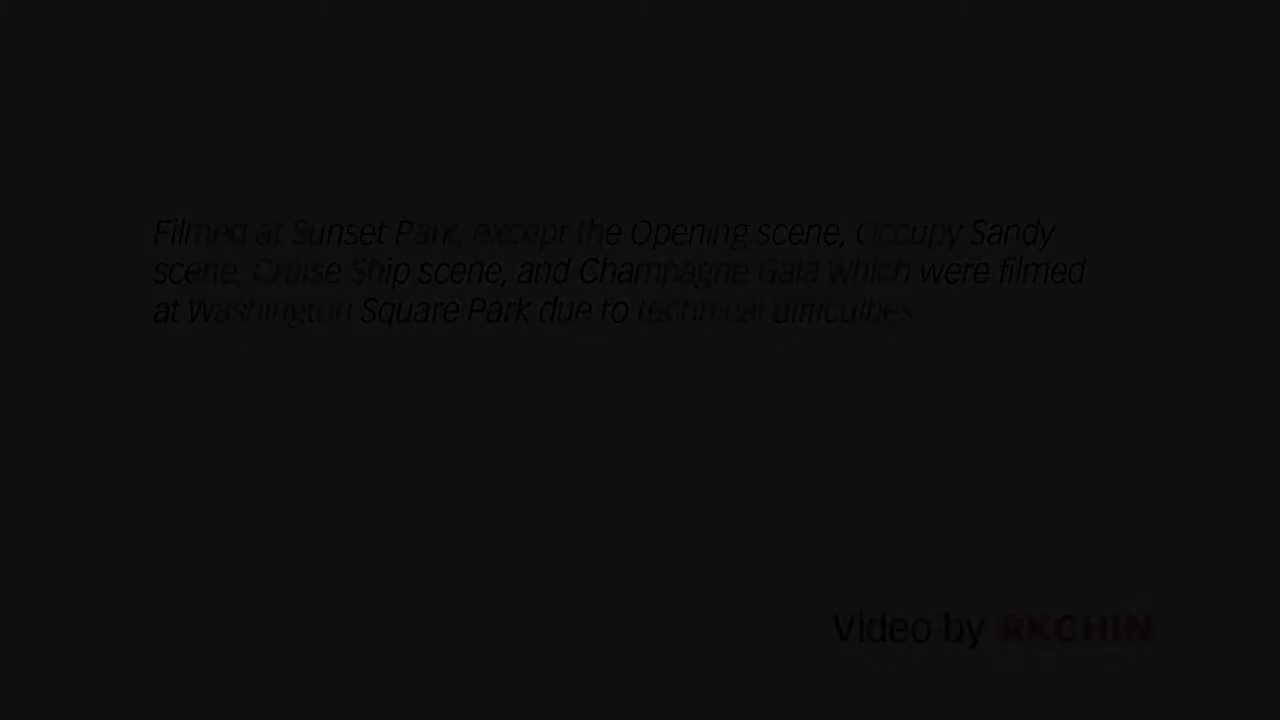 Filmed at Sunset Park, except the Opening scene, Occupy Sandy
scene, Cruise Ship scene, and Champagne Gala which were filmed
at Washington Square Park due to technical difficulties.
Video by RKCHIN